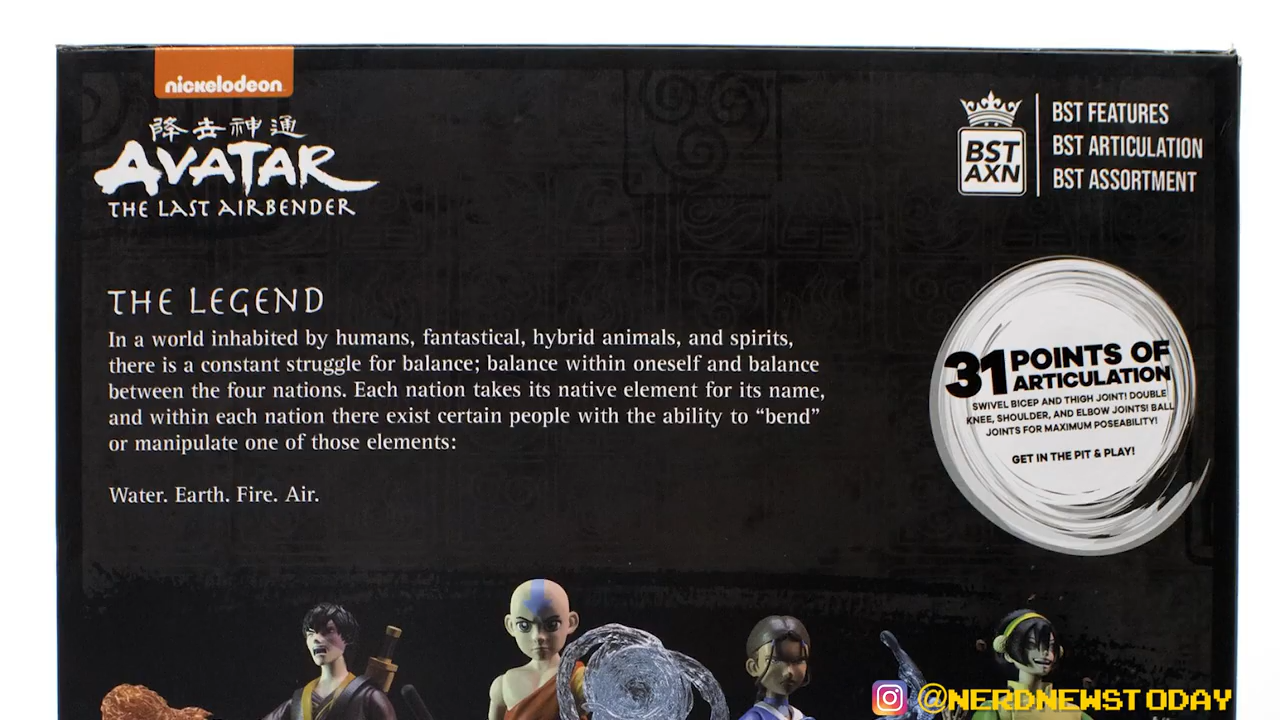 nickelodeon
降去神通
AVATAR
THE LAST AIRBENDER
BST
AXN
BST FEATURES
BST ARTICULATION
BST ASSORTMENT
THE LEGEND
In a world inhabited by humans, fantastical, hybrid animals, and spirits,
there is a constant struggle for balance; balance within oneself and balance
between the four nations. Each nation takes its native element for its name,
and within each nation there exist certain people with the ability to “bend”
or manipulate one of those elements:
Water. Earth. Fire. Air.
31 POINTS OF
ARTICULATION
SWIVEL BICEP AND THIGH JOINT! DOUBLE
KNEE, SHOULDER, AND ELBOW JOINTS! BALL
JOINTS FOR MAXIMUM POSEABILITY!
GET IN THE PIT & PLAY!
@NERDNEWSTODAY